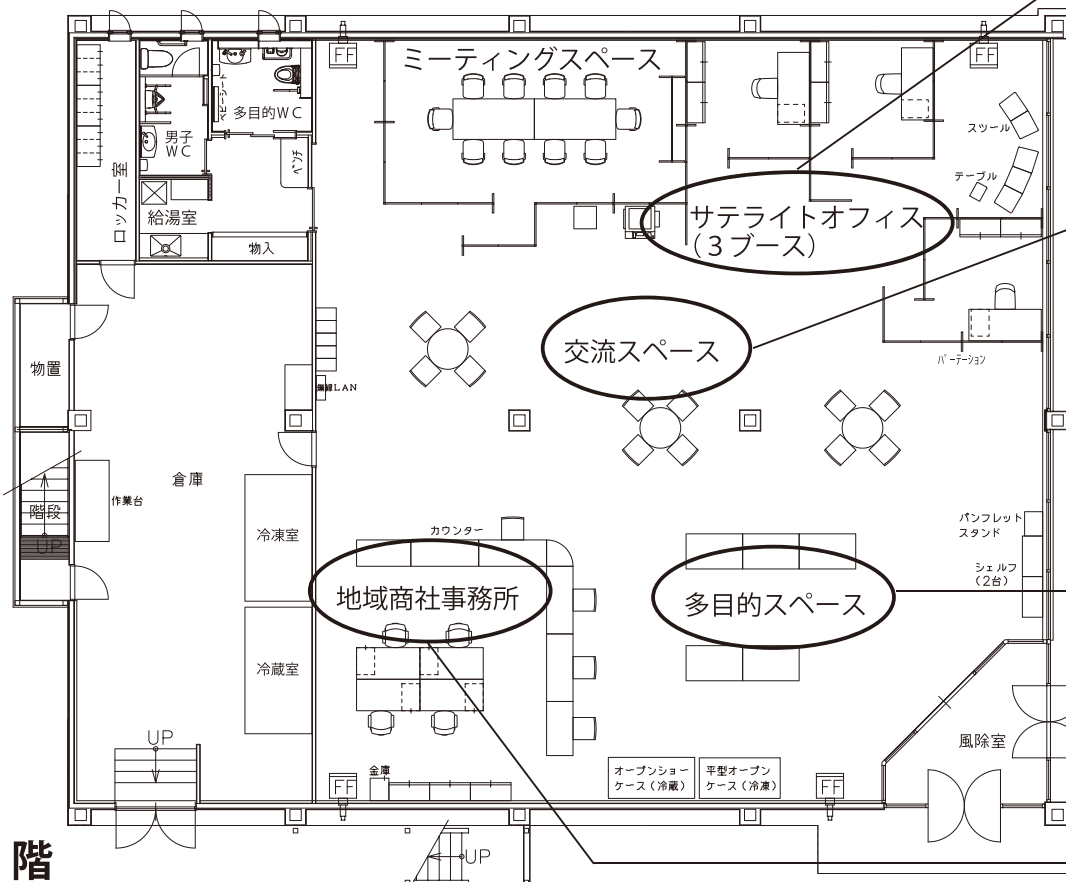 FF
ミーティングスペース
FF
ベビーシート
多目的WC
スツール
男子
WC
ベンチ
テーブル
ロッカー室
給湯室
サテライトオフィス
（3ブース）
物入
交流スペース
パーテーション
物置
無線LAN
倉庫
作業台
階段
UP
カウンター
冷凍室
パンフレット
スタンド
シェルフ
（2台）
地域商社事務所
多目的スペース
冷蔵室
UP
風除室
金庫
オープンショー
ケース（冷蔵）
平型オープン
ケース（冷凍）
FF
FF
階
UP